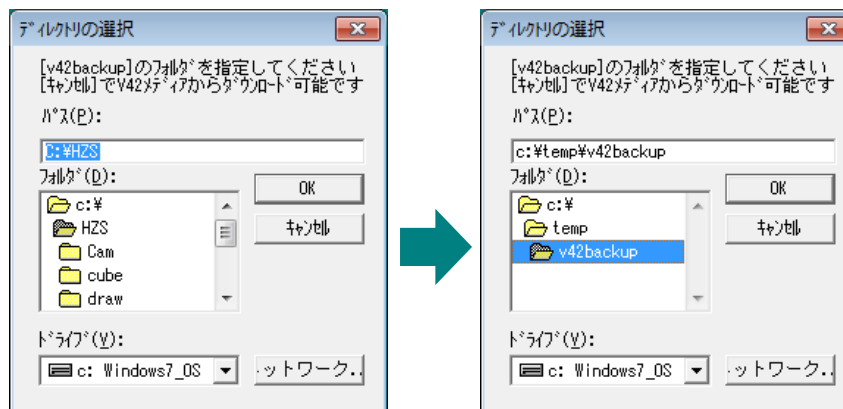 ディレクトリの選択
[v42backup]のフォルダを指定してください
[キャンセル]でV42メディアからダウンロード可能です
パス(P):
C:¥HZS
フォルダ(D):
c:¥
HZS
Cam
cube
draw
OK
キャンセル
ドライブ(V):
c: Windows7_OS
ットワーク..
ディレクトリの選択
[v42backup]のフォルダを指定してください
[キャンセル]でV42メディアからダウンロード可能です
パス(P):
c:¥temp¥v42backup
フォルダ(D):
c:¥
temp
v42backup
OK
キャンセル
ドライブ(V):
c: Windows7_OS
ットワーク..